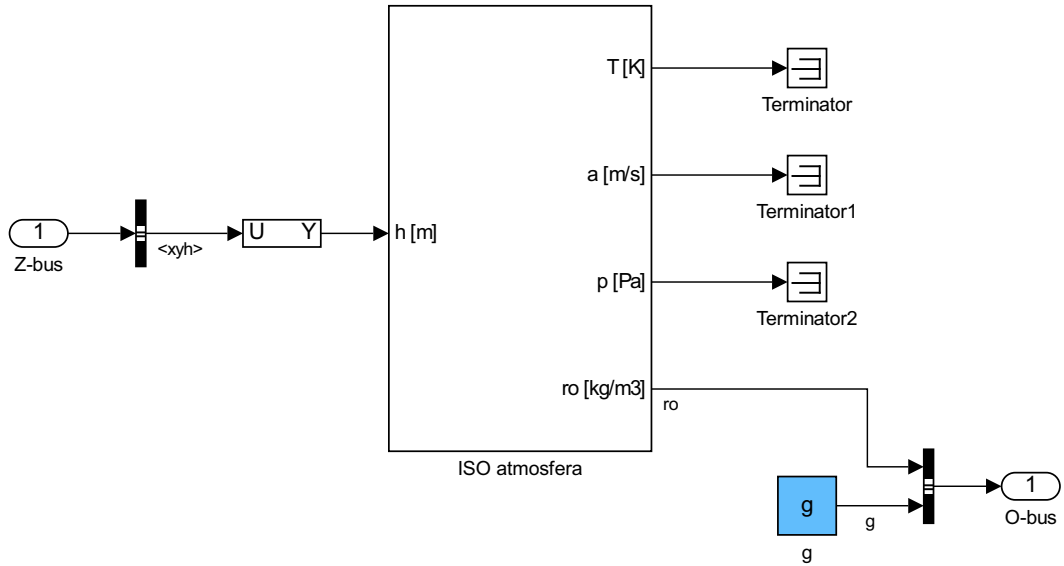 1
Z-bus
<xyh>
U Y
h [m]
T [K]
a [m/s]
p [Pa]
ro [kg/m3]
ISO atmosfera
Terminator
Terminator1
Terminator2
ro
g
g
g
1
O-bus